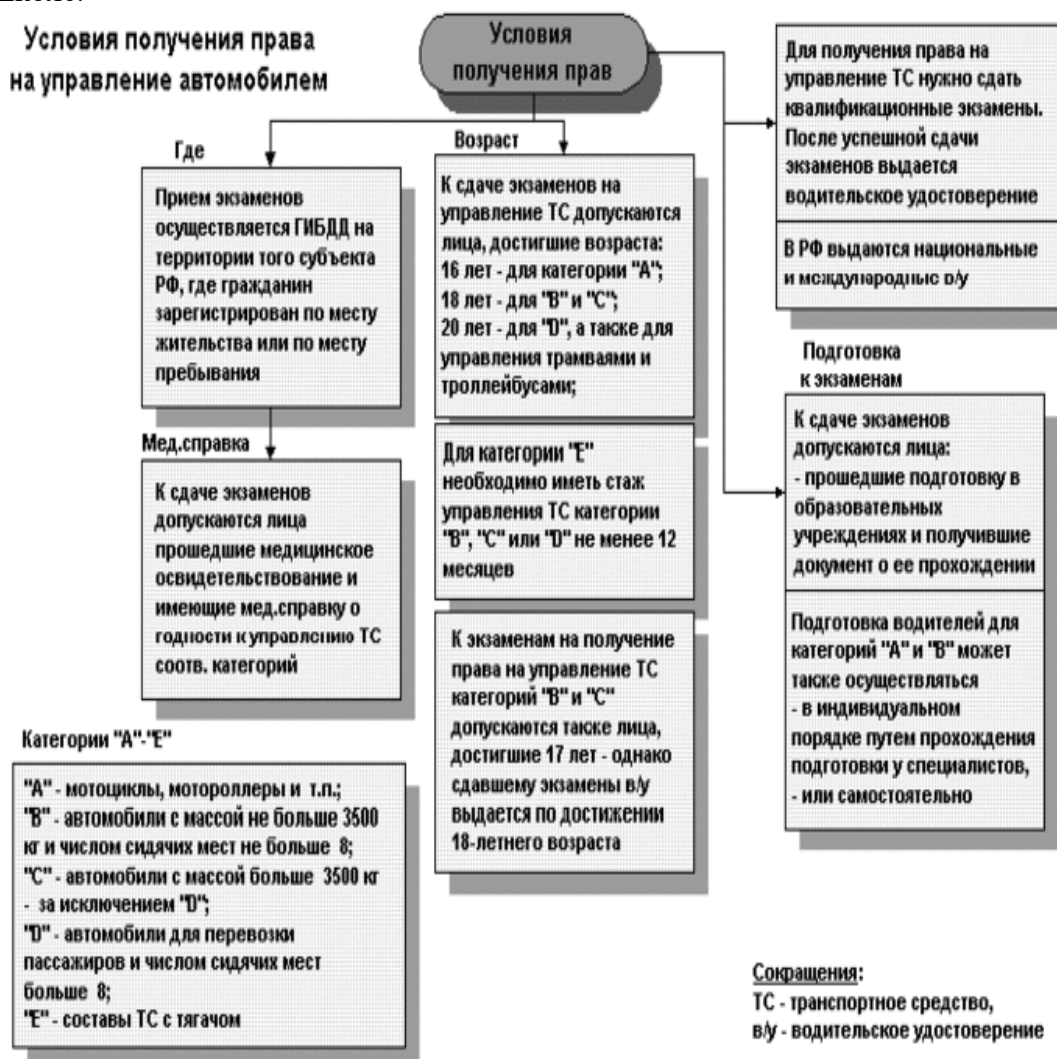 Условия получения права
на управление автомобилем
Условия
получения прав
Где
Прием экзаменов
осуществляется ГИБДД на
территории того субъекта
РФ, где гражданин
зарегистрирован по месту
жительства или по месту
пребывания
Мед.справка
К сдаче экзаменов
допускаются лица
прошедшие медицинское
освидетельствование и
имеющие мед.справку о
годности к управлению ТС
соотв. категорий
Возраст
К сдаче экзаменов на
управление ТС допускаются
лица, достигшие возраста:
16 лет - для категории "А";
18 лет - для "В" и "С";
20 лет - для "D", а также для
управления трамваями и
троллейбусами;
Для категории "Е"
необходимо иметь стаж
управления ТС категории
"В", "С" или "D" не менее 12
месяцев
К экзаменам на получение
права на управление ТС
категорий "В" и "С"
допускаются также лица,
достигшие 17 лет - однако
сдавшему экзамены в/у
выдается по достижении
18-летнего возраста
Для получения права на
управление ТС нужно сдать
квалификационные экзамены.
После успешной сдачи
экзаменов выдается
водительское удостоверение
В РФ выдаются национальные
и международные в/у
Подготовка
к экзаменам
К сдаче экзаменов
допускаются лица:
- прошедшие подготовку в
образовательных
учреждениях и получившие
документ о ее прохождении
Подготовка водителей для
категорий "А" и "В" может
также осуществляться
- в индивидуальном
порядке путем прохождения
подготовки у специалистов,
- или самостоятельно
Категории "А"-"Е"
"А" - мотоциклы, мотороллеры и т.п.;
"В" - автомобили с массой не больше 3500
кг и числом сидячих мест не больше 8;
"С" - автомобили с массой больше 3500 кг
- за исключением "D";
"D" - автомобили для перевозки
пассажиров и числом сидячих мест
больше 8;
"Е" - составы ТС с тягачом
Сокращения:
ТС - транспортное средство,
в/у - водительское удостоверение